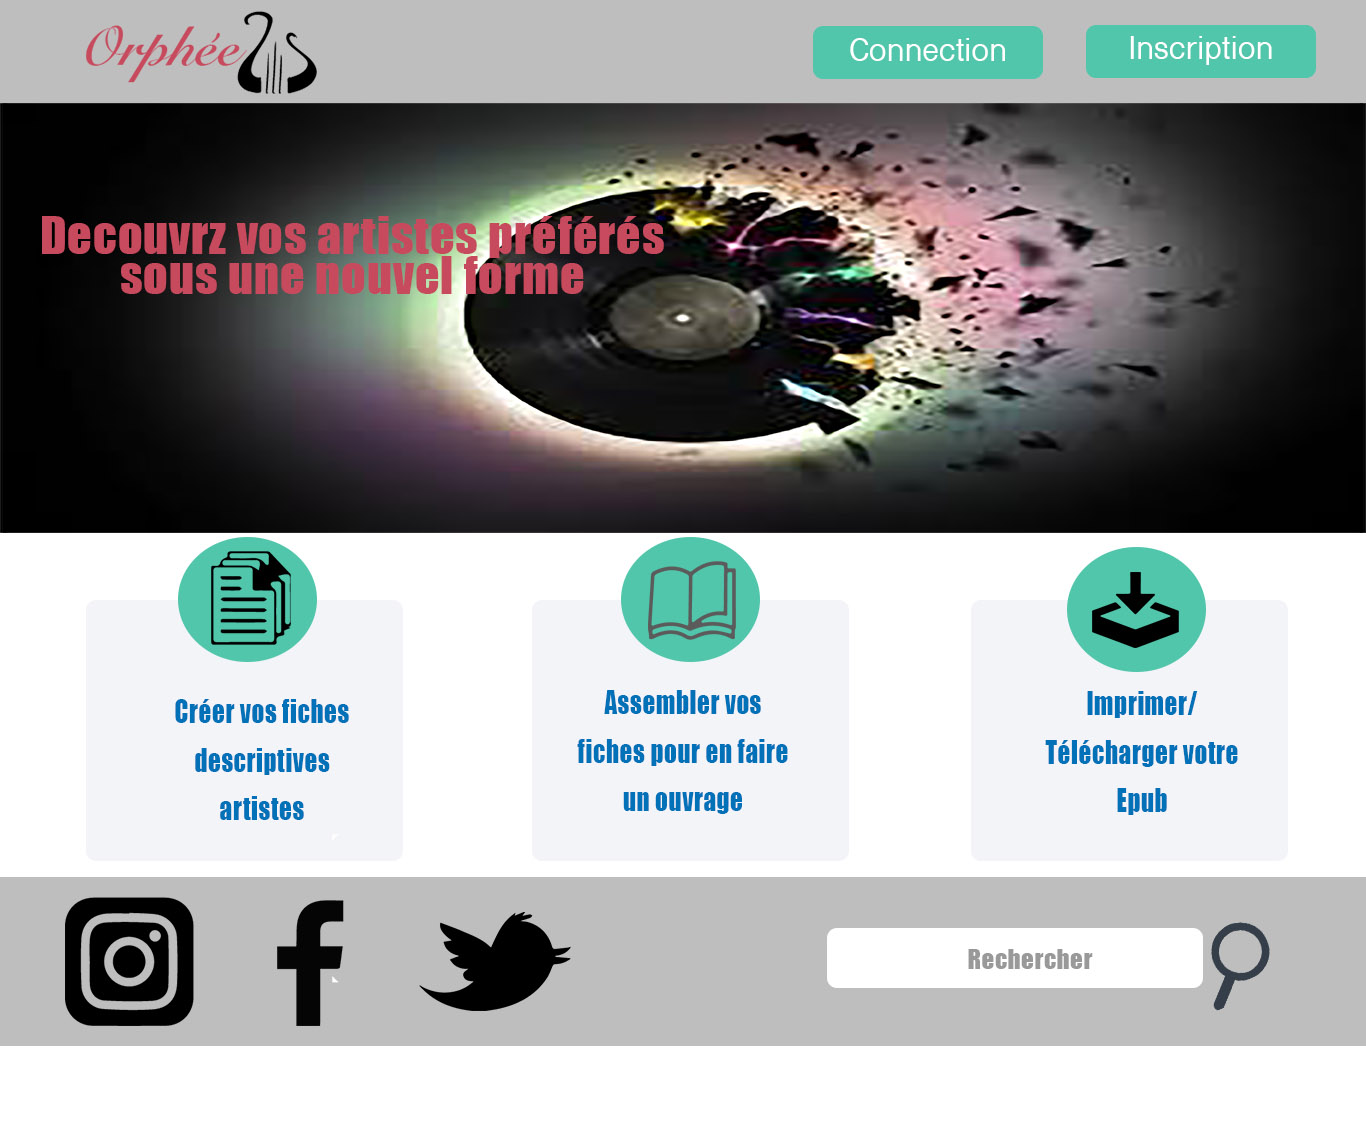 Orphée
Connection
Inscription
Decouvrz vos artistes préférés
sous une nouvel forme
Créer vos fiches
descriptives
artistes
Assembler vos
fiches pour en faire
un ouvrage
Imprimer/
Télécharger votre
Epub
Rechercher